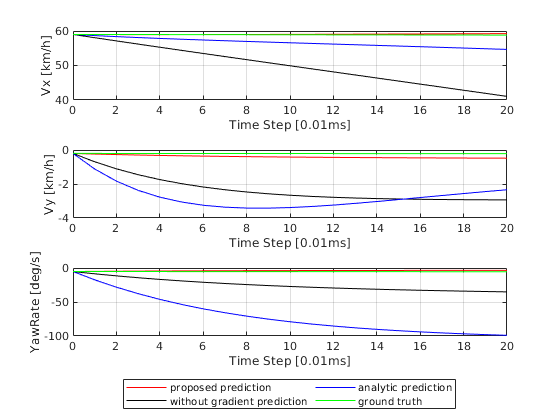 60
50
40
Vx [km/h]
0 2 4 6 8 10 12 14 16 18 20
Time Step [0.01ms]
0
-2
-4
Vy [km/h]
0 2 4 6 8 10 12 14 16 18 20
Time Step [0.01ms]
0
-50
-100
YawRate [deg/s]
0 2 4 6 8 10 12 14 16 18 20
Time Step [0.01ms]
proposed prediction analytic prediction
without gradient prediction ground truth